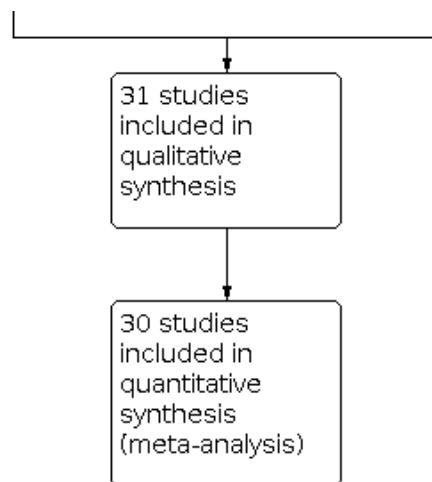 31 studies
included in
qualitative
synthesis
30 studies
included in
quantitative
synthesis
(meta-analysis)